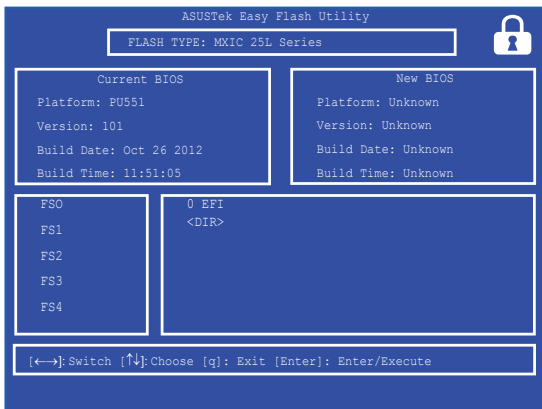 ASUSTek Easy Flash Utility
FLASH TYPE: MXIC 25L Series
Current BIOS
Platform: PU551
Version: 101
Build Date: Oct 26 2012
Build Time: 11:51:05
New BIOS
Platform: Unknown
Version: Unknown
Build Date: Unknown
Build Time: Unknown
FSO
FS1
FS2
FS3
FS4
0 EFI
<DIR>
[←→]: Switch [↑↓]: Choose [q]: Exit [Enter]: Enter/Execute